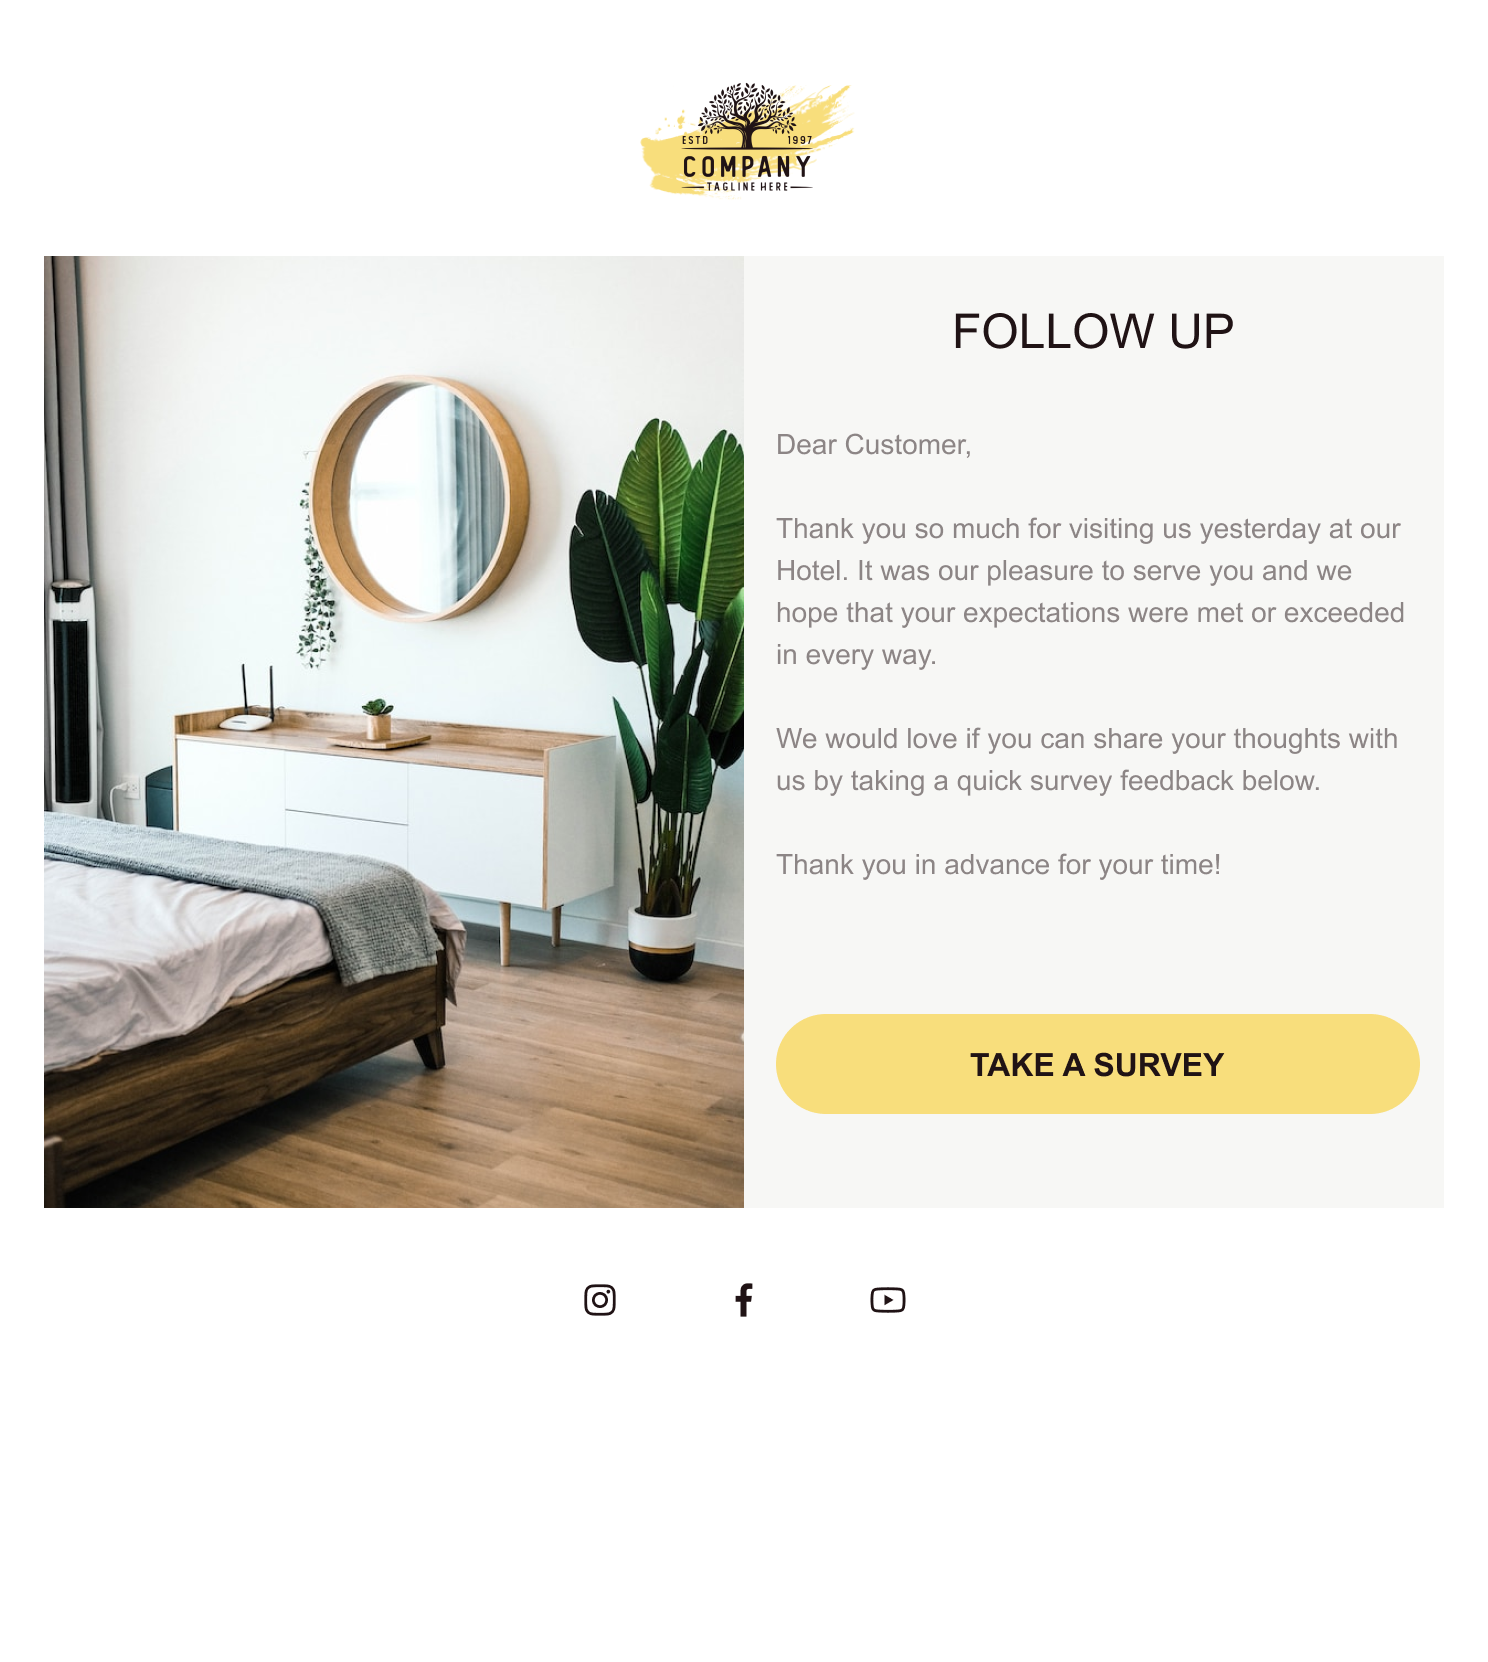 ESTD 1997
COMPANY
TAGLINE HERE
FOLLOW UP
Dear Customer,
Thank you so much for visiting us yesterday at our
Hotel. It was our pleasure to serve you and we
hope that your expectations were met or exceeded
in every way.
We would love if you can share your thoughts with
us by taking a quick survey feedback below.
Thank you in advance for your time!
TAKE A SURVEY